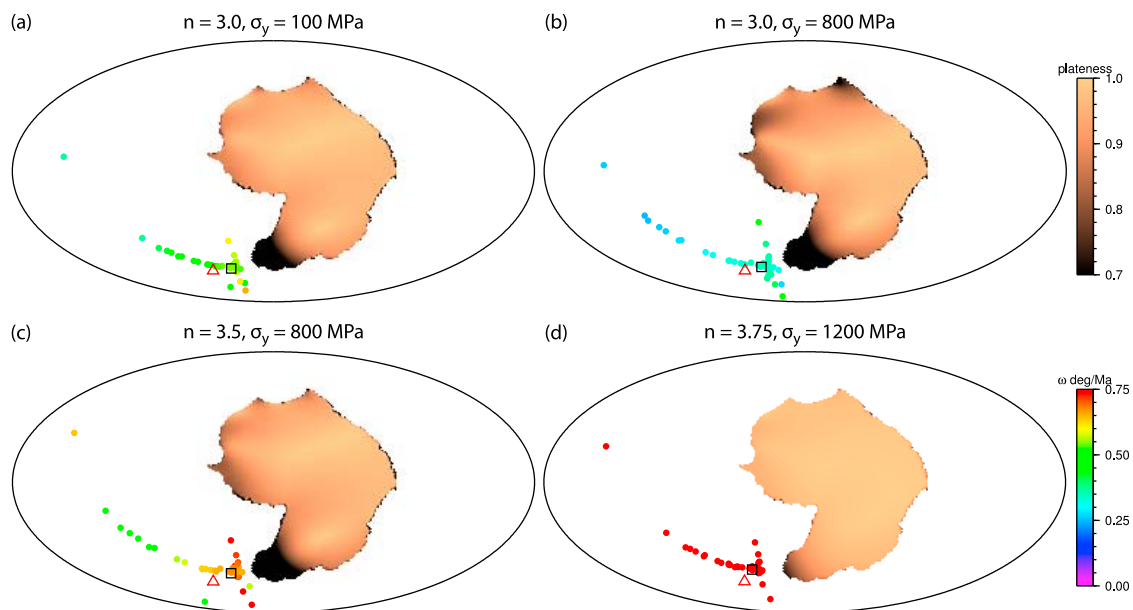 (a) n = 3.0, σy = 100 MPa
(b) n = 3.0, σy = 800 MPa
plateness
1.0
0.9
0.8
0.7
(c) n = 3.5, σy = 800 MPa
(d) n = 3.75, σy = 1200 MPa
ω deg/Ma
0.75
0.50
0.25
0.00